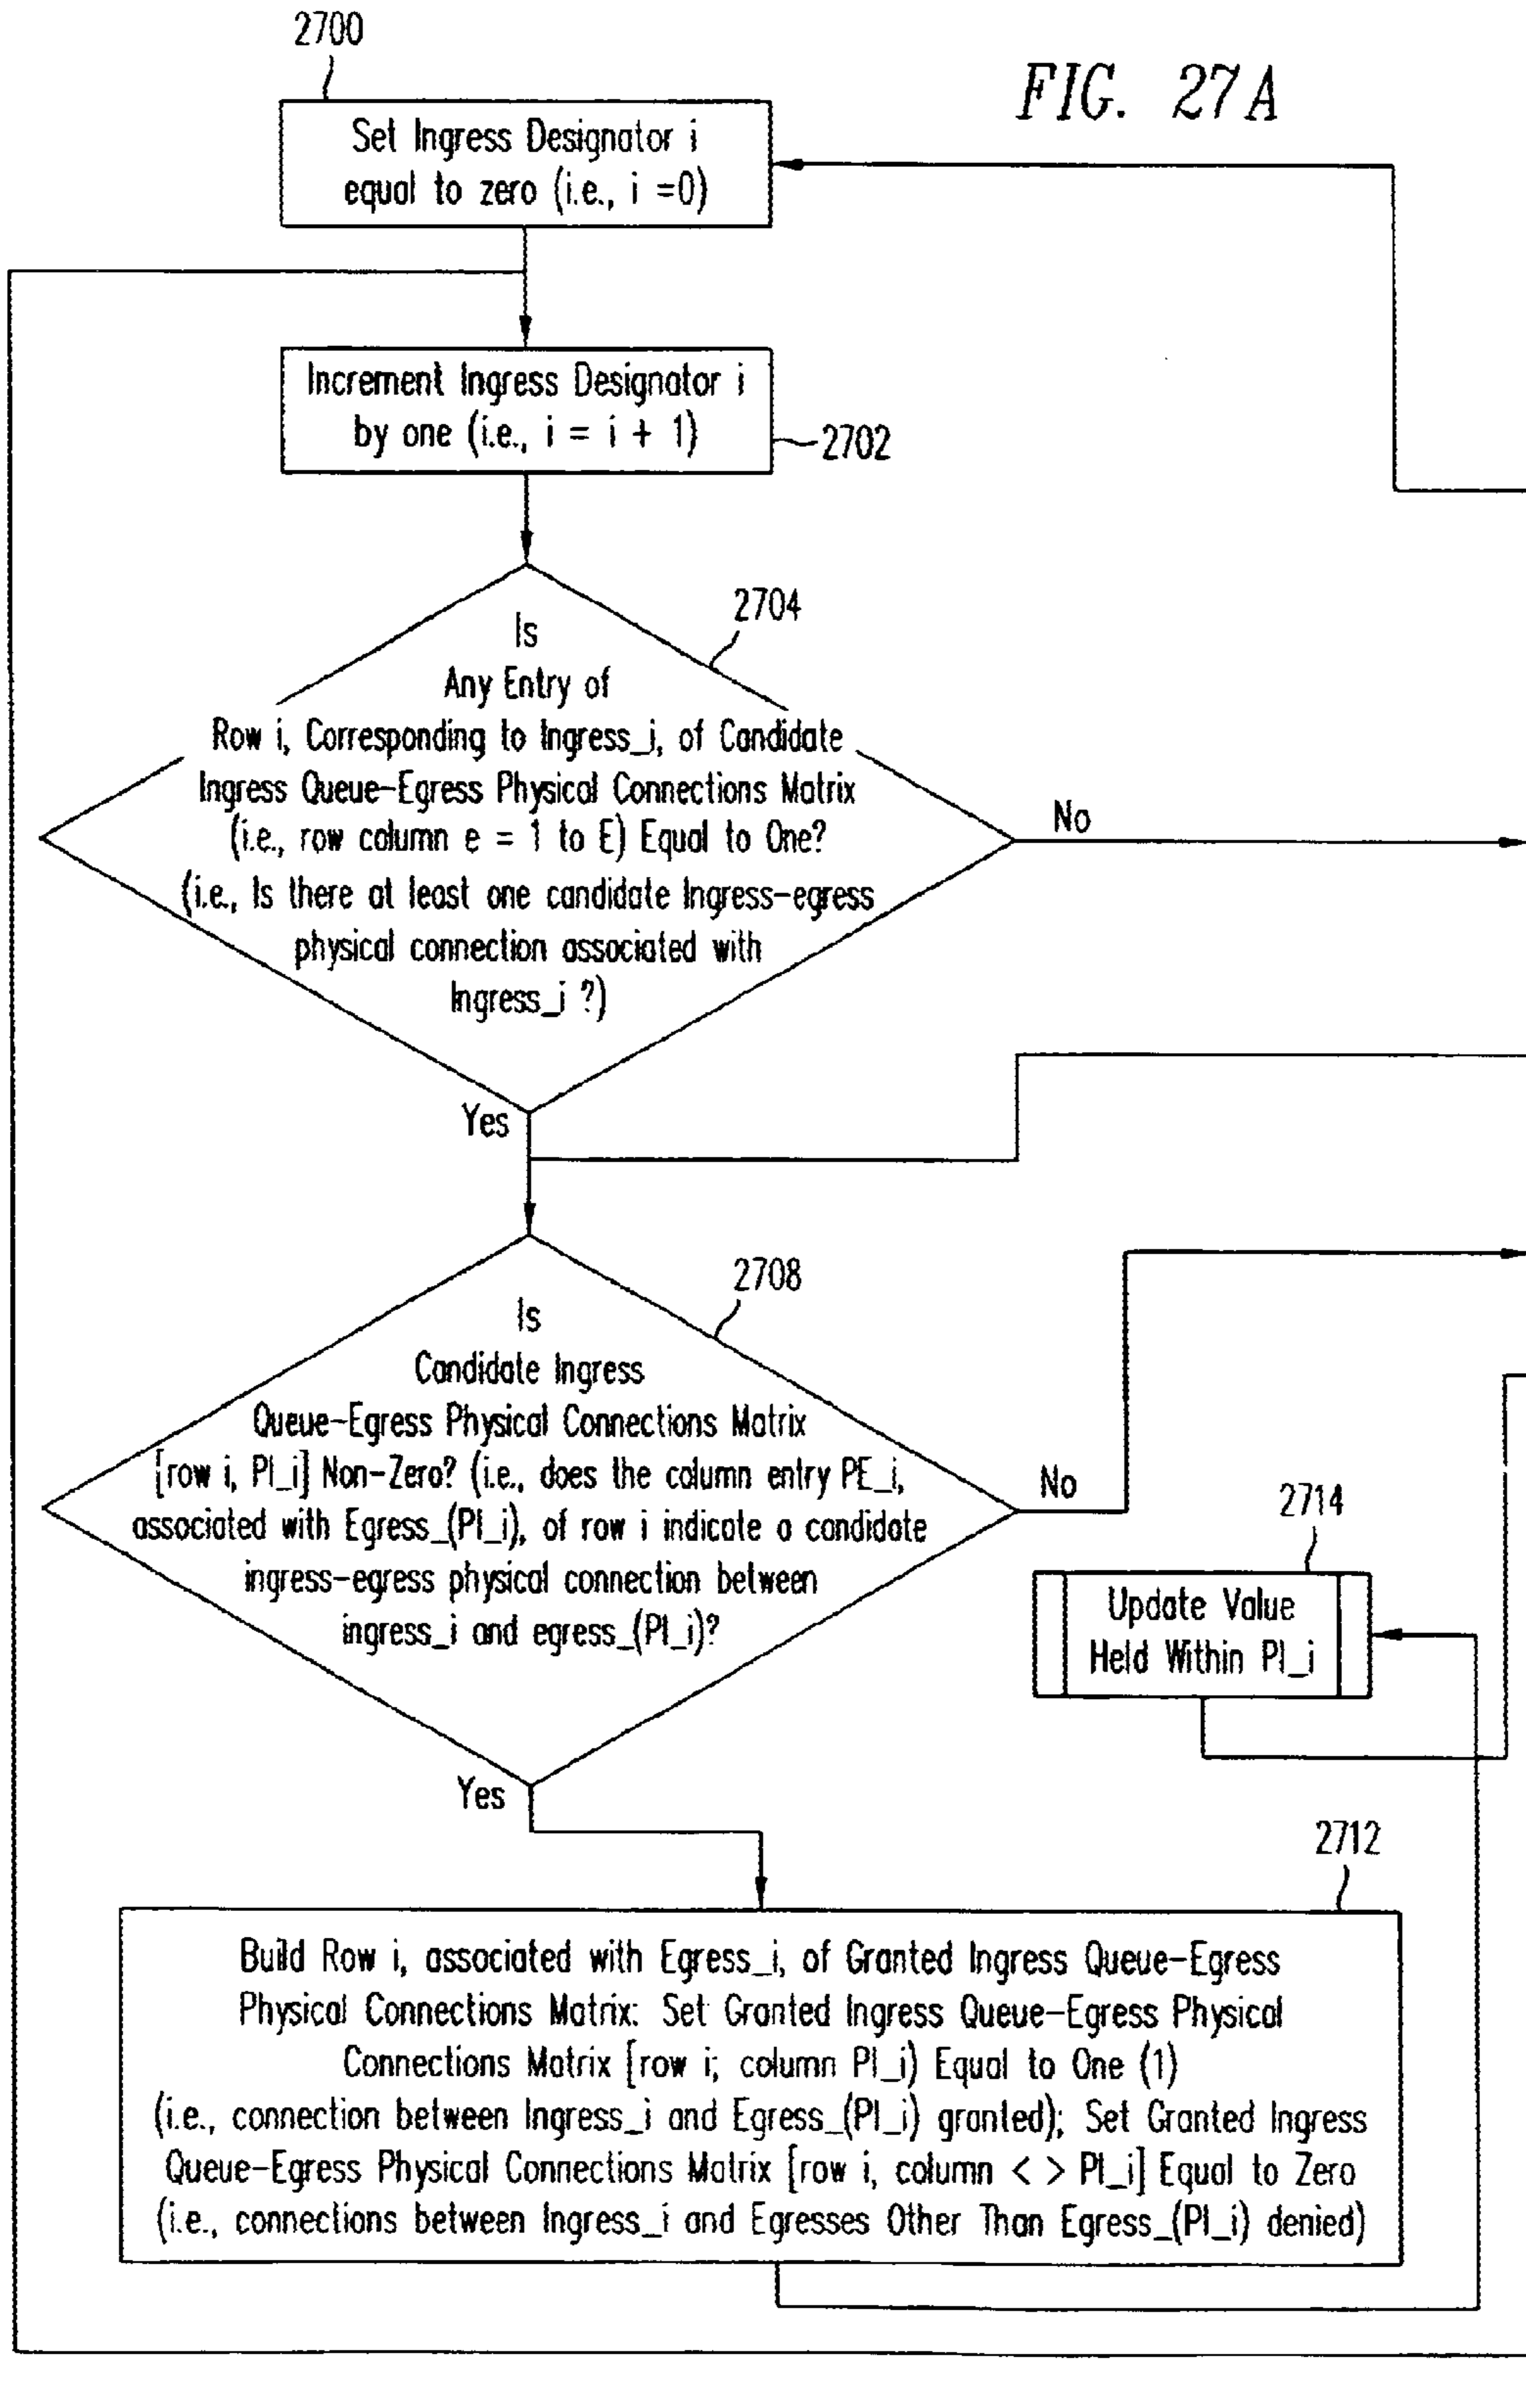 2700
FIG. 27A
Set Ingress Designator i
equal to zero (i.e., i =0)
Increment Ingress Designator i
by one (i.e., i = i + 1)
2702
2704
Is
Any Entry of
Row i, Corresponding to Ingress_i, of Candidate
Ingress Queue-Egress Physical Connections Matrix
(i.e., row column e = 1 to E) Equal to One?
(i.e., Is there at least one candidate Ingress-egress
physical connection associated with
Ingress_i ?)
No
Yes
2708
Is
Candidate Ingress
Queue-Egress Physical Connections Matrix
[row i, PI_i] Non-Zero? (i.e., does the column entry PE_i,
associated with Egress_(PI_i), of row i indicate a candidate
ingress-egress physical connection between
ingress_i and egress_(PI_i)?
No
2714
Update Value
Held Within PI_i
Yes
2712
Build Row i, associated with Egress_i, of Granted Ingress Queue-Egress
Physical Connections Matrix: Set Granted Ingress Queue-Egress Physical
Connections Matrix [row i; column PI_i) Equal to One (1)
(i.e., connection between Ingress_i and Egress_(PI_i) granted); Set Granted Ingress
Queue-Egress Physical Connections Matrix [row i, column < > PI_i] Equal to Zero
(i.e., connections between Ingress_i and Egresses Other Than Egress_(PI_i) denied)